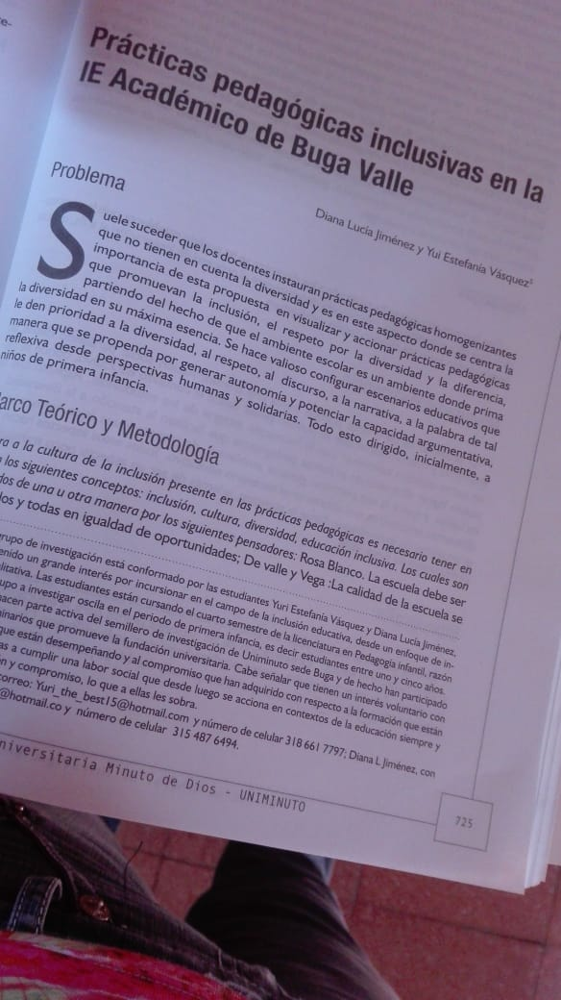 Prácticas pedagógicas inclusivas en la
IE Académico de Buga Valle
Diana Lucía Jiménez y Yui Estefanía Vásquez¹
Problema
Suele suceder que los docentes instauran prácticas pedagógicas homogenizantes
que no tienen en cuenta la diversidad y es en este aspecto donde se centra la
importancia de esta propuesta en visualizar y accionar prácticas pedagógicas
que promuevan la inclusión, el respeto por la diversidad y la diferencia,
partiendo del hecho de que el ambiente escolar es un ambiente donde prima
la diversidad en su máxima esencia. Se hace valioso configurar escenarios educativos que
le den prioridad a la diversidad, al respeto, al discurso, a la narrativa, a la palabra de tal
manera que se propenda por generar autonomía y potenciar la capacidad argumentativa,
reflexiva desde perspectivas humanas y solidarias. Todo esto dirigido, inicialmente, a
niños de primera infancia.
arco Teórico y Metodología
ra a la cultura de la inclusión presente en las prácticas pedagógicas es necesario tener en
los siguientes conceptos: inclusión, cultura, diversidad, educación inclusiva. Los cuales son
dos de una u otra manera por los siguientes pensadores: Rosa Blanco. La escuela debe ser
dos y todas en igualdad de oportunidades; De valle y Vega :La calidad de la escuela se
grupo de investigación está conformado por las estudiantes Yuri Estefanía Vásquez y Diana Lucía Jiménez,
enido un grande interés por incursionar en el campo de la inclusión educativa, desde un enfoque de in-
litativa. Las estudiantes están cursando el cuarto semestre de la licenciatura en Pedagogía infantil, razón
upo a investigar oscila en el periodo de primera infancia, es decir estudiantes entre uno y cinco años.
hacen parte activa del semillero de investigación de Uniminuto sede Buga y de hecho han participado
minarios que promueve la fundación universitaria. Cabe señalar que tienen un interés voluntario con
que están desempeñando y al compromiso que han adquirido con respecto a la formación que están
as a cumplir una labor social que desde luego se acciona en contextos de la educación siempre y
n y compromiso, lo que a ellas les sobra.
correo: Yuri_the_best15@hotmail.com y número de celular 318 661 7797; Diana L Jiménez, con
@hotmail.co y número de celular 315 487 6494.
niversitaria Minuto de Dios - UNIMINUTO
725